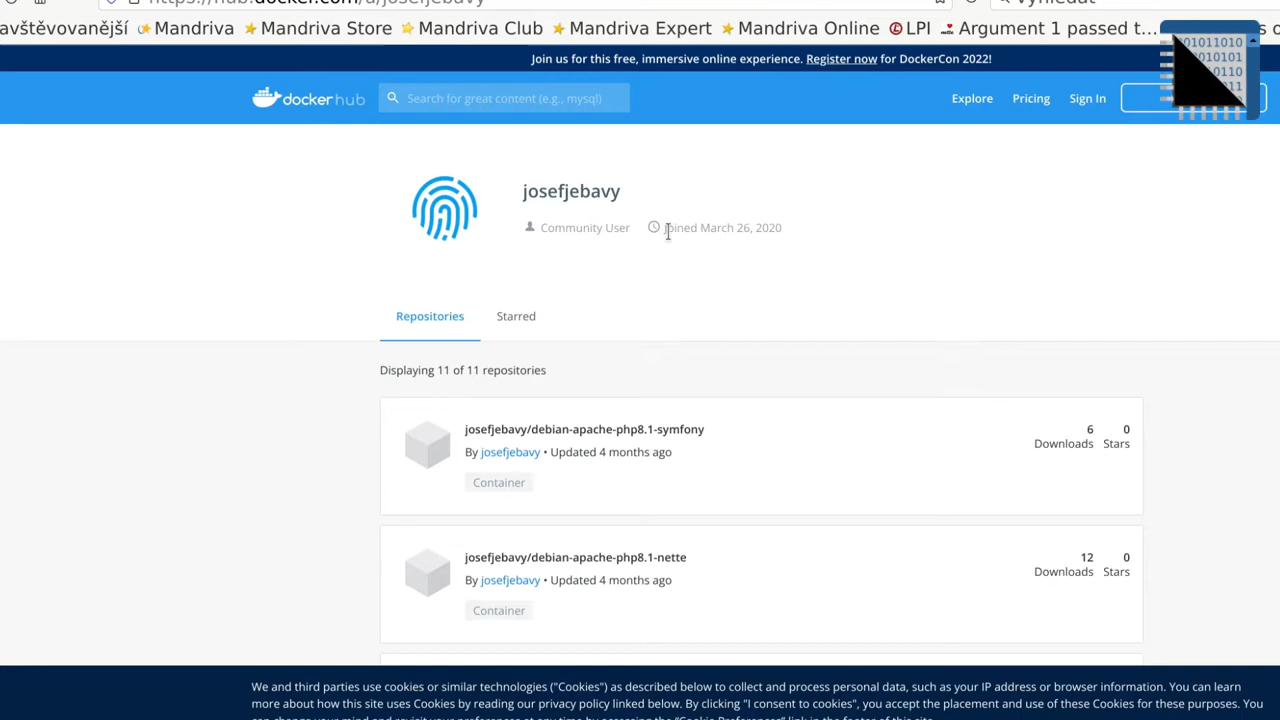 https://hub.docker.com/u/josefjebavy
avštěvovanější Mandriva Mandriva Store Mandriva Club Mandriva Expert Mandriva Online LPI Argument 1 passed t...
Join us for this free, immersive online experience. Register now for DockerCon 2022!
docker hub Search for great content (e.g., mysql) Explore Pricing Sign In
josefjebavy
Community User Joined March 26, 2020
Repositories Starred
Displaying 11 of 11 repositories
josefjebavy/debian-apache-php8.1-symfony 6 0
Downloads Stars
By josefjebavy • Updated 4 months ago
Container
josefjebavy/debian-apache-php8.1-nette 12 0
Downloads Stars
By josefjebavy • Updated 4 months ago
Container
We and third parties use cookies or similar technologies ("Cookies") as described below to collect and process personal data, such as your IP address or browser information. You can learn
more about how this site uses Cookies by reading our privacy policy linked below. By clicking "I consent to cookies", you accept the placement and use of these Cookies for these purposes. You